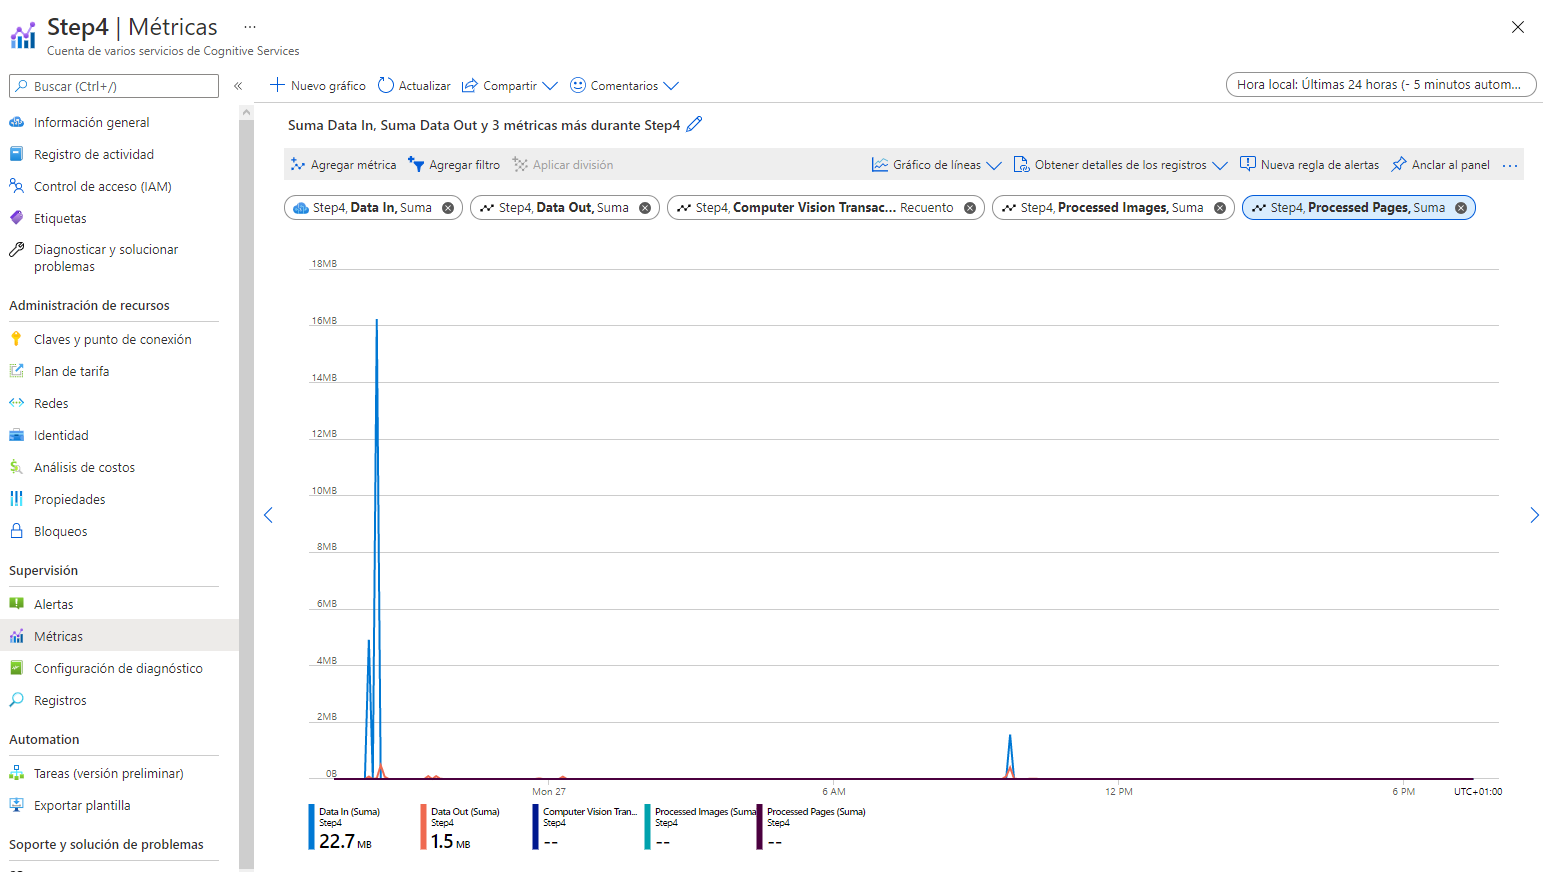 Step4 | Métricas ...
Cuenta de varios servicios de Cognitive Services
Buscar (Ctrl+/)
«
Nuevo gráfico
Actualizar
Compartir
Comentarios
Hora local: Últimas 24 horas (- 5 minutos autom...
Información general
Registro de actividad
Control de acceso (IAM)
Etiquetas
Diagnosticar y solucionar
problemas
Administración de recursos
Claves y punto de conexión
Plan de tarifa
Redes
Identidad
Análisis de costos
Propiedades
Bloqueos
Supervisión
Alertas
Métricas
Configuración de diagnóstico
Registros
Automation
Tareas (versión preliminar)
Exportar plantilla
Soporte y solución de problemas
Suma Data In, Suma Data Out y 3 métricas más durante Step4
Agregar métrica
Agregar filtro
Aplicar división
Gráfico de líneas
Obtener detalles de los registros
Nueva regla de alertas
Anclar al panel
...
Step4, Data In, Suma
Step4, Data Out, Suma
Step4, Computer Vision Transac... Recuento
Step4, Processed Images, Suma
Step4, Processed Pages, Suma
18MB
16MB
14MB
12MB
10MB
8MB
6MB
4MB
2MB
0B
Mon 27
6 AM
12 PM
6 PM
UTC+01:00
Data In (Suma)
Step4
22.7 MB
Data Out (Suma)
Step4
1.5 MB
Computer Vision Tran...
Step4
--
Processed Images (Suma)
Step4
--
Processed Pages (Suma)
Step4
--